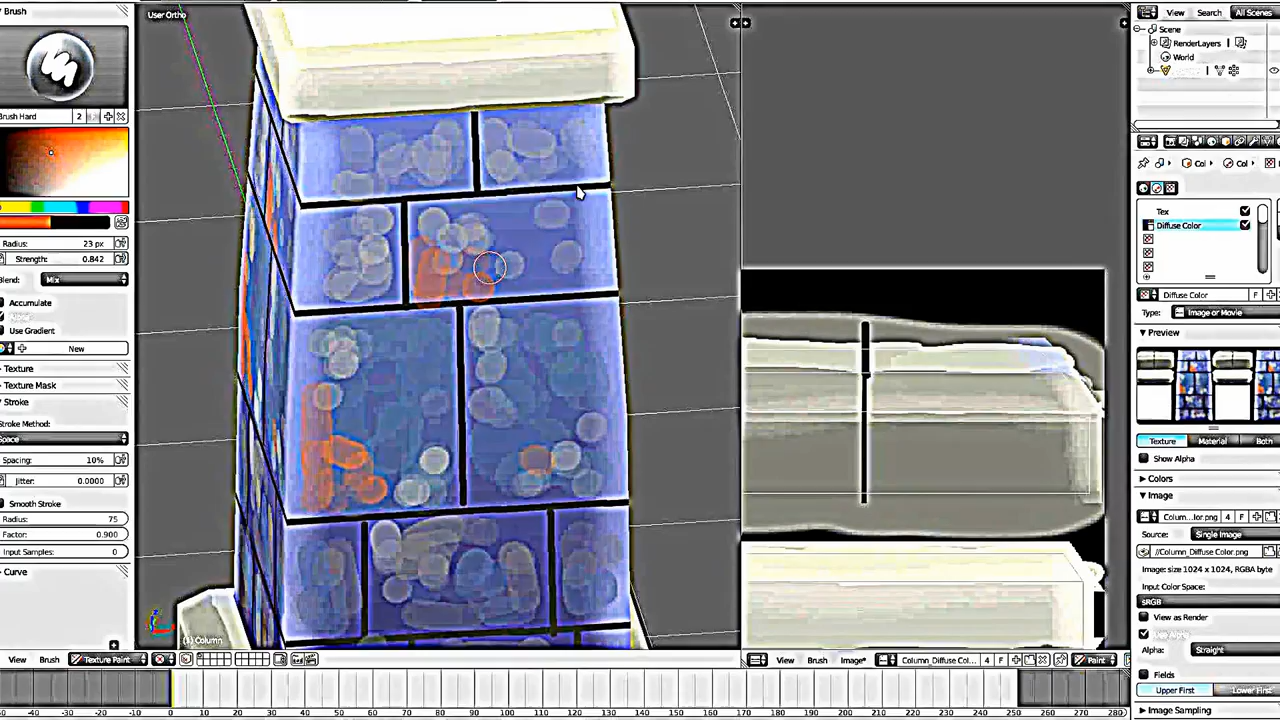 Brush
User Ortho
View
Search
All Scenes
Scene
RenderLayers
World
Brush Hard
2
Col
Col
Tex
Diffuse Color
Radius:
23 px
Strength:
0.842
Blend:
Mix
Accumulate
Use Gradient
New
Texture
Texture Mask
Stroke
Stroke Method:
Space
Spacing:
10%
Jitter:
0.0000
Smooth Stroke
Radius:
75
Factor:
0.900
Input Samples:
0
Curve
Diffuse Color
F
Type:
Image or Movie
Preview
Texture
Material
Both
Show Alpha
Colors
Image
Colum...lor.png
4
F
Source:
Single Image
//Column_Diffuse Color.png
Image: size 1024 x 1024, RGBA byte
Input Color Space:
sRGB
View as Render
Alpha:
Straight
Fields
Upper First
Lower First
Image Sampling
(1) Column
View
Brush
Texture Paint
View
Brush
Image*
Column_Diffuse Col...
4
F
Paint
-40
-30
-20
-10
0
10
20
30
40
50
60
70
80
90
100
110
120
130
140
150
160
170
180
190
200
210
220
230
240
250
260
270
280